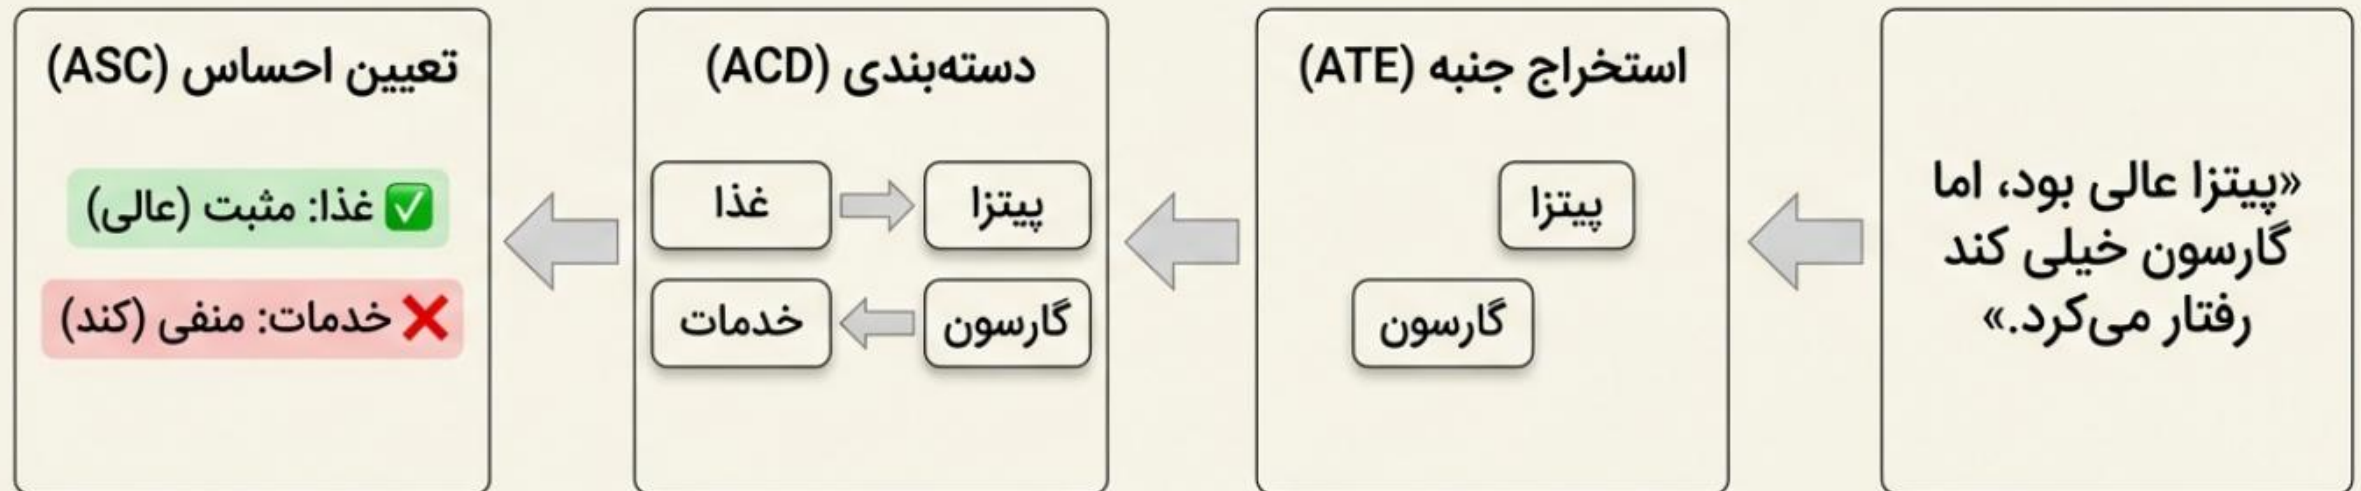 «پیتزا عالی بود، اما
گارسون خیلی کند
رفتار می‌کرد.»
استخراج جنبه (ATE)
پیتزا
گارسون
دسته‌بندی (ACD)
پیتزا
غذا
گارسون
خدمات
تعیین احساس (ASC)
✅ غذا: مثبت (عالی)
❌ خدمات: منفی (کند)